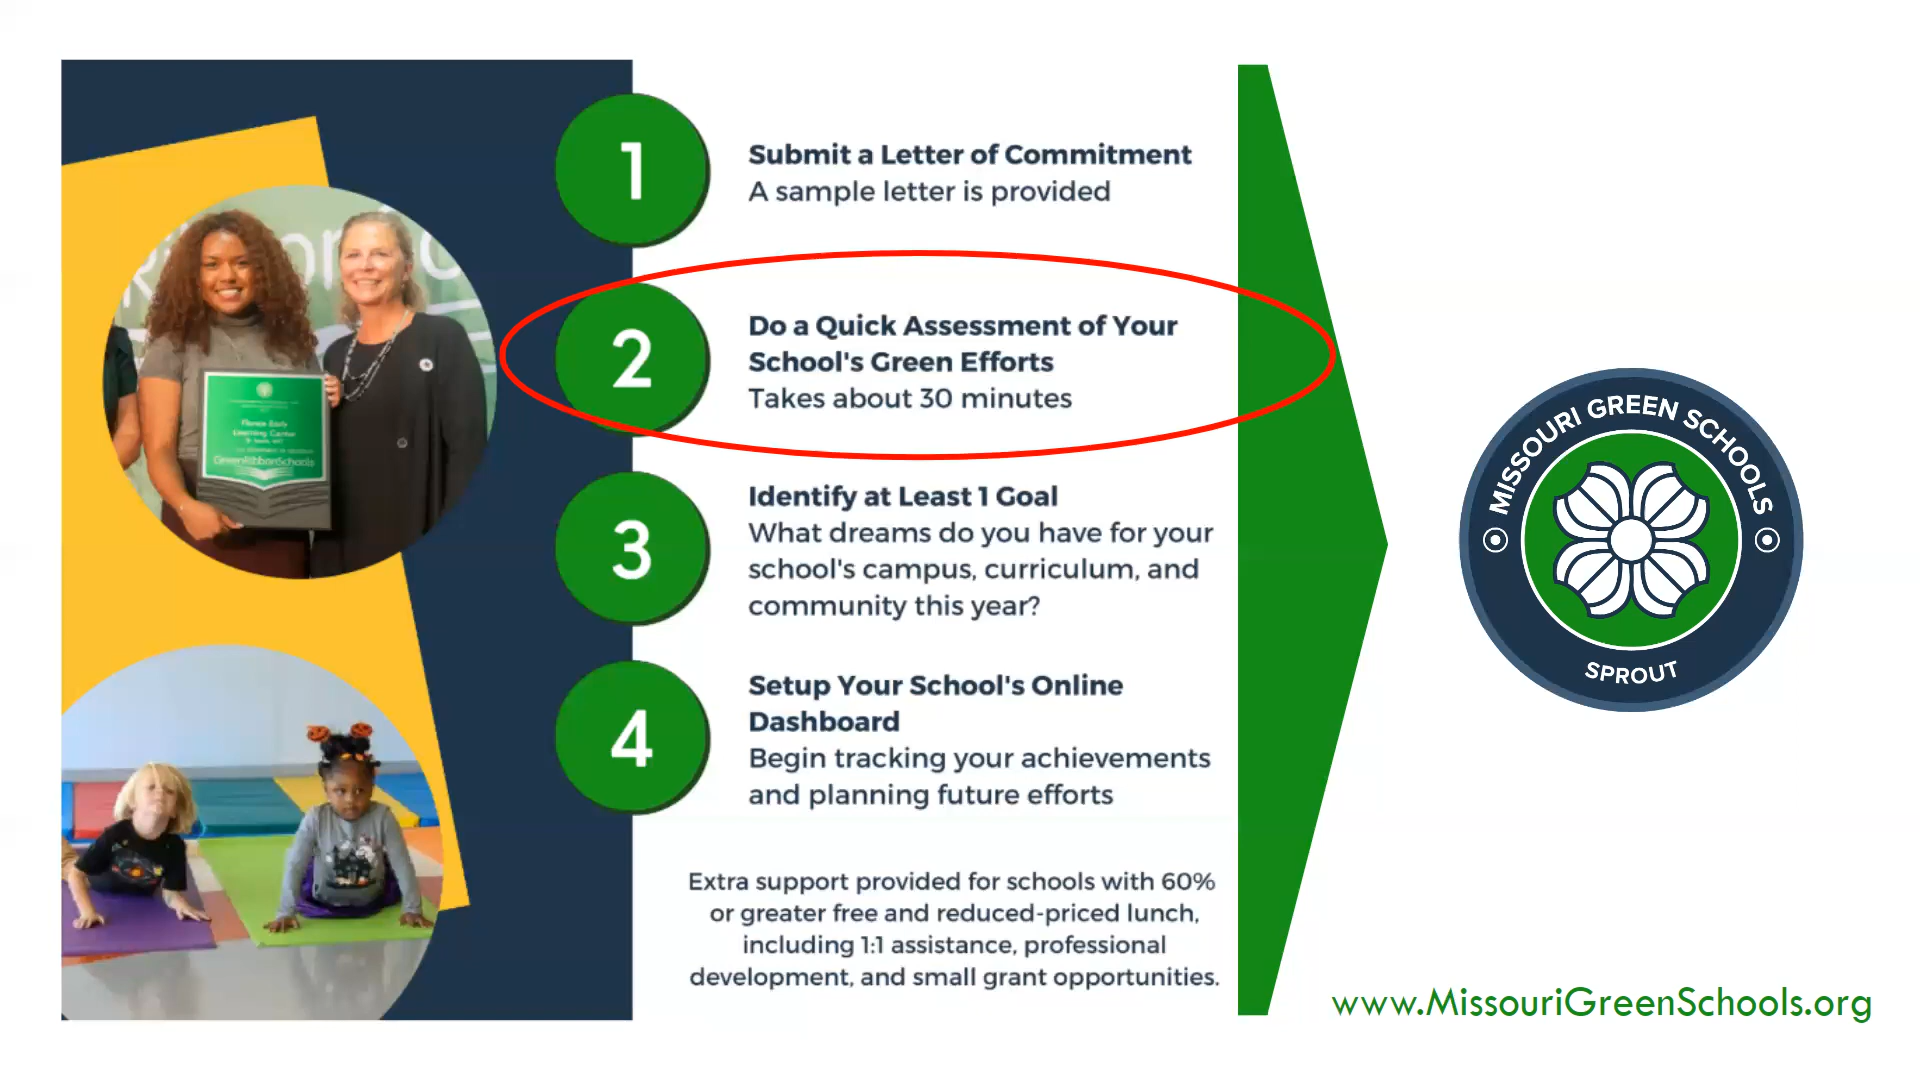 1
Submit a Letter of Commitment
A sample letter is provided
2
Do a Quick Assessment of Your
School's Green Efforts
Takes about 30 minutes
3
Identify at Least 1 Goal
What dreams do you have for your
school's campus, curriculum, and
community this year?
4
Setup Your School's Online
Dashboard
Begin tracking your achievements
and planning future efforts
Extra support provided for schools with 60%
or greater free and reduced-priced lunch,
including 1:1 assistance, professional
development, and small grant opportunities.
Learning Center
GreenRibbonSchools
MISSOURI GREEN SCHOOLS
SPROUT
www.MissouriGreenSchools.org